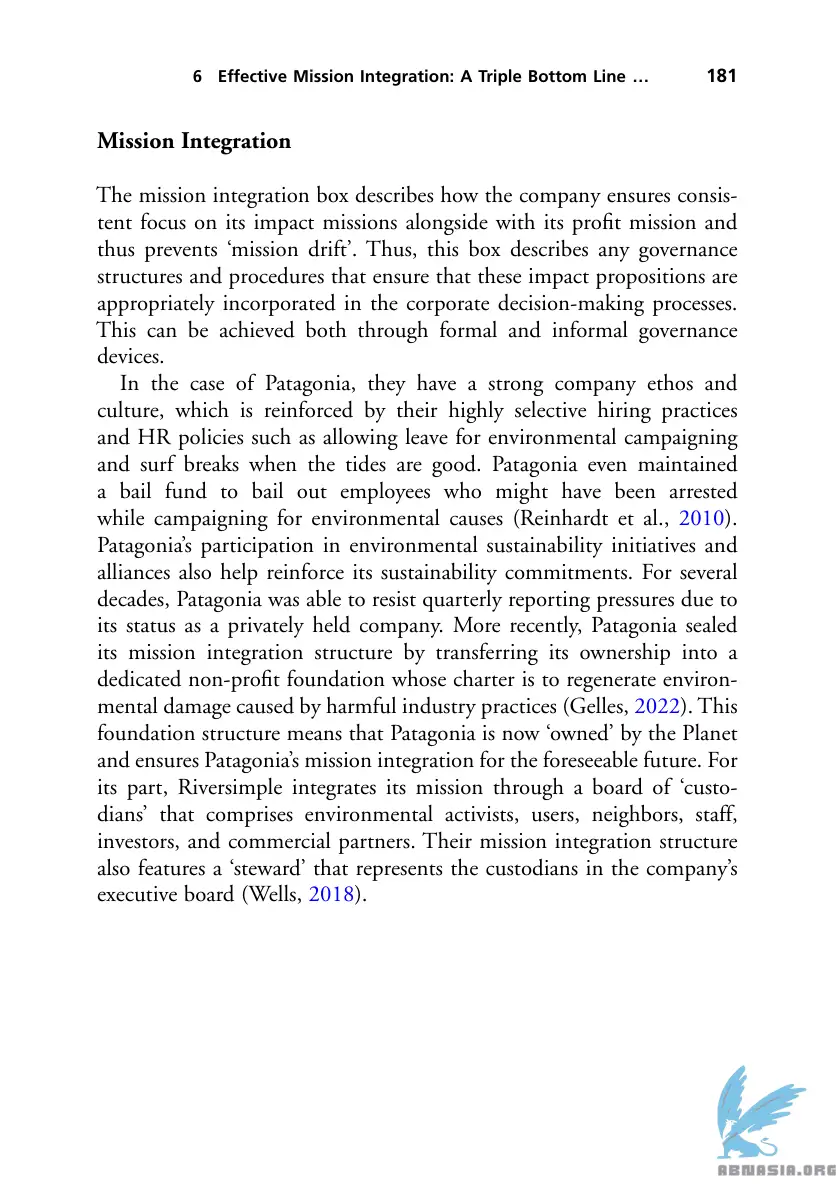 6 Effective Mission Integration: A Triple Bottom Line … 181
Mission Integration
The mission integration box describes how the company ensures consis-
tent focus on its impact missions alongside with its profit mission and
thus prevents ‘mission drift’. Thus, this box describes any governance
structures and procedures that ensure that these impact propositions are
appropriately incorporated in the corporate decision-making processes.
This can be achieved both through formal and informal governance
devices.
In the case of Patagonia, they have a strong company ethos and
culture, which is reinforced by their highly selective hiring practices
and HR policies such as allowing leave for environmental campaigning
and surf breaks when the tides are good. Patagonia even maintained
a bail fund to bail out employees who might have been arrested
while campaigning for environmental causes (Reinhardt et al., 2010).
Patagonia’s participation in environmental sustainability initiatives and
alliances also help reinforce its sustainability commitments. For several
decades, Patagonia was able to resist quarterly reporting pressures due to
its status as a privately held company. More recently, Patagonia sealed
its mission integration structure by transferring its ownership into a
dedicated non-profit foundation whose charter is to regenerate environ-
mental damage caused by harmful industry practices (Gelles, 2022). This
foundation structure means that Patagonia is now ‘owned’ by the Planet
and ensures Patagonia’s mission integration for the foreseeable future. For
its part, Riversimple integrates its mission through a board of ‘custo-
dians’ that comprises environmental activists, users, neighbors, staff,
investors, and commercial partners. Their mission integration structure
also features a ‘steward’ that represents the custodians in the company’s
executive board (Wells, 2018).
ABNASIA.ORG